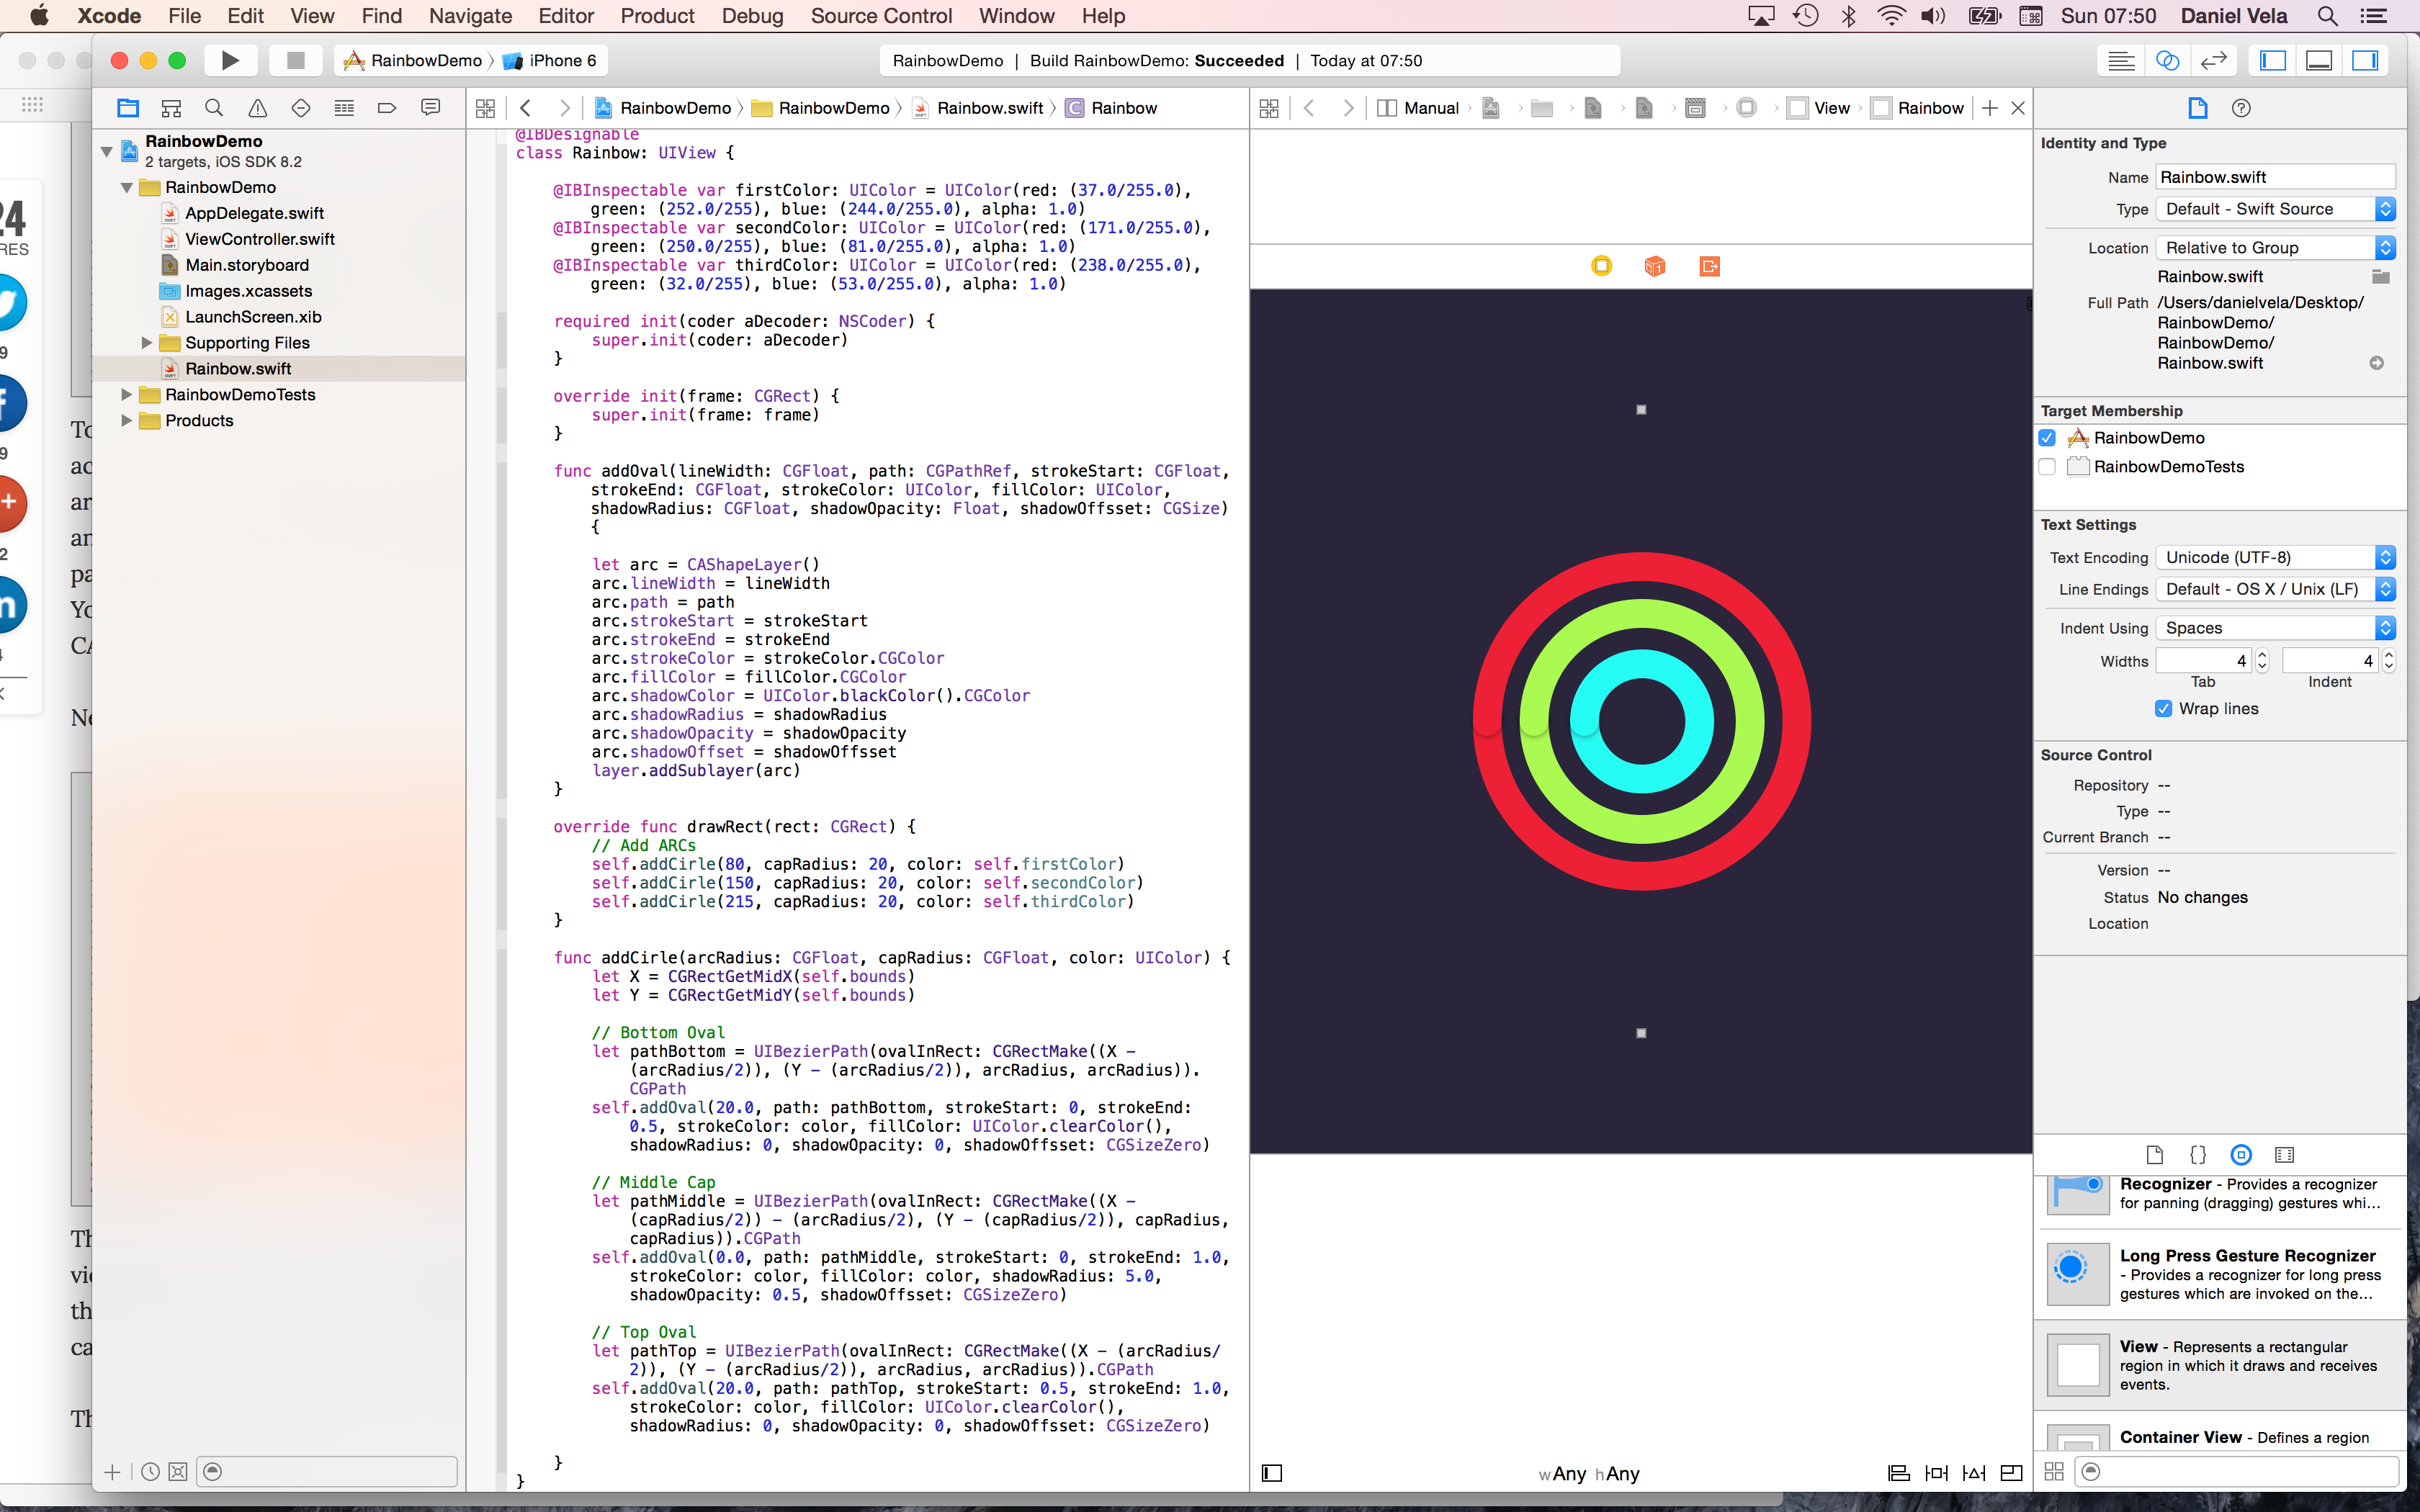 Xcode File Edit View Find Navigate Editor Product Debug Source Control Window Help Sun 07:50 Daniel Vela
RainbowDemo iPhone 6
RainbowDemo | Build RainbowDemo: Succeeded | Today at 07:50
RainbowDemo RainbowDemo Rainbow.swift C Rainbow
Manual View Rainbow
24
RES
9
9
2
4
RainbowDemo
2 targets, iOS SDK 8.2
RainbowDemo
AppDelegate.swift
ViewController.swift
Main.storyboard
Images.xcassets
LaunchScreen.xib
Supporting Files
Rainbow.swift
RainbowDemoTests
Products
@IBDesignable
class Rainbow: UIView {
@IBInspectable var firstColor: UIColor = UIColor(red: (37.0/255.0),
green: (252.0/255), blue: (244.0/255.0), alpha: 1.0)
@IBInspectable var secondColor: UIColor = UIColor(red: (171.0/255.0),
green: (250.0/255), blue: (81.0/255.0), alpha: 1.0)
@IBInspectable var thirdColor: UIColor = UIColor(red: (238.0/255.0),
green: (32.0/255), blue: (53.0/255.0), alpha: 1.0)
required init(coder aDecoder: NSCoder) {
super.init(coder: aDecoder)
}
override init(frame: CGRect) {
super.init(frame: frame)
}
func addOval(lineWidth: CGFloat, path: CGPathRef, strokeStart: CGFloat,
strokeEnd: CGFloat, strokeColor: UIColor, fillColor: UIColor,
shadowRadius: CGFloat, shadowOpacity: Float, shadowOffsset: CGSize)
{
let arc = CAShapeLayer()
arc.lineWidth = lineWidth
arc.path = path
arc.strokeStart = strokeStart
arc.strokeEnd = strokeEnd
arc.strokeColor = strokeColor.CGColor
arc.fillColor = fillColor.CGColor
arc.shadowColor = UIColor.blackColor().CGColor
arc.shadowRadius = shadowRadius
arc.shadowOpacity = shadowOpacity
arc.shadowOffset = shadowOffsset
layer.addSublayer(arc)
}
override func drawRect(rect: CGRect) {
// Add ARCs
self.addCirle(80, capRadius: 20, color: self.firstColor)
self.addCirle(150, capRadius: 20, color: self.secondColor)
self.addCirle(215, capRadius: 20, color: self.thirdColor)
}
func addCirle(arcRadius: CGFloat, capRadius: CGFloat, color: UIColor) {
let X = CGRectGetMidX(self.bounds)
let Y = CGRectGetMidY(self.bounds)
// Bottom Oval
let pathBottom = UIBezierPath(ovalInRect: CGRectMake((X -
(arcRadius/2)), (Y - (arcRadius/2)), arcRadius, arcRadius)).
CGPath
self.addOval(20.0, path: pathBottom, strokeStart: 0, strokeEnd:
0.5, strokeColor: color, fillColor: UIColor.clearColor(),
shadowRadius: 0, shadowOpacity: 0, shadowOffsset: CGSizeZero)
// Middle Cap
let pathMiddle = UIBezierPath(ovalInRect: CGRectMake((X -
(capRadius/2)) - (arcRadius/2), (Y - (capRadius/2)), capRadius,
capRadius)).CGPath
self.addOval(0.0, path: pathMiddle, strokeStart: 0, strokeEnd: 1.0,
strokeColor: color, fillColor: color, shadowRadius: 5.0,
shadowOpacity: 0.5, shadowOffsset: CGSizeZero)
// Top Oval
let pathTop = UIBezierPath(ovalInRect: CGRectMake((X - (arcRadius/
2)), (Y - (arcRadius/2)), arcRadius, arcRadius)).CGPath
self.addOval(20.0, path: pathTop, strokeStart: 0.5, strokeEnd: 1.0,
strokeColor: color, fillColor: UIColor.clearColor(),
shadowRadius: 0, shadowOpacity: 0, shadowOffsset: CGSizeZero)
}
}
wAny hAny
Identity and Type
Name Rainbow.swift
Type Default - Swift Source
Location Relative to Group
Rainbow.swift
Full Path /Users/danielvela/Desktop/
RainbowDemo/
RainbowDemo/
Rainbow.swift
Target Membership
RainbowDemo
RainbowDemoTests
Text Settings
Text Encoding Unicode (UTF-8)
Line Endings Default - OS X / Unix (LF)
Indent Using Spaces
Widths 4 4
Tab Indent
Wrap lines
Source Control
Repository --
Type --
Current Branch --
Version --
Status No changes
Location
Recognizer - Provides a recognizer
for panning (dragging) gestures whi...
Long Press Gesture Recognizer
- Provides a recognizer for long press
gestures which are invoked on the...
View - Represents a rectangular
region in which it draws and receives
events.
Container View - Defines a region